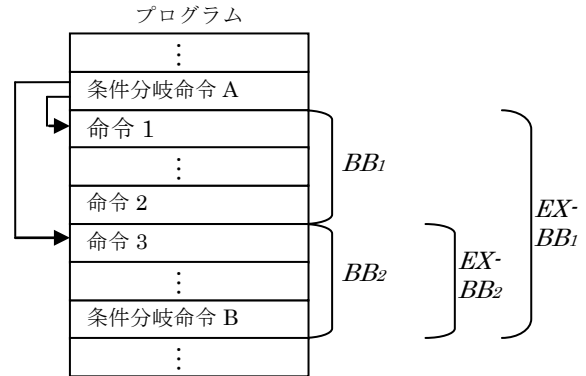 プログラム
⋮
条件分岐命令 A
命令 1
⋮
命令 2
命令 3
⋮
条件分岐命令 B
⋮
BB1
BB2
EX-
BB2
EX-
BB1